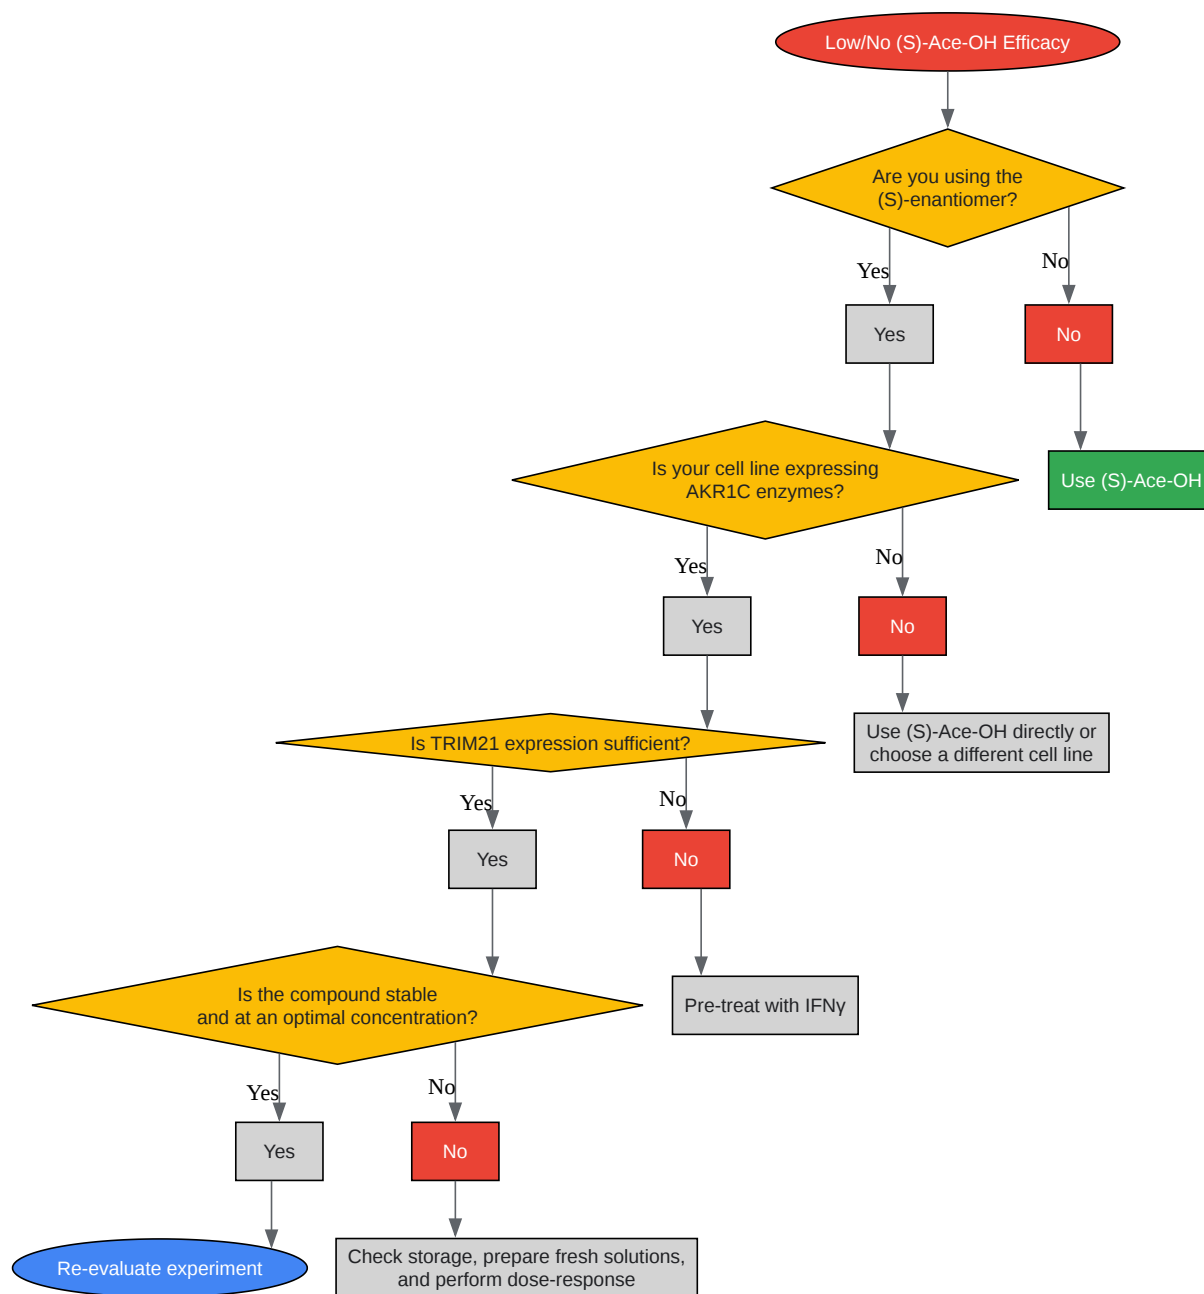 Low/No (S)-Ace-OH Efficacy
Are you using the
(S)-enantiomer?
Yes
No
Yes
No
Is your cell line expressing
AKR1C enzymes?
Use (S)-Ace-OH
Yes
No
Yes
No
Is TRIM21 expression sufficient?
Use (S)-Ace-OH directly or
choose a different cell line
Yes
No
Yes
No
Is the compound stable
and at an optimal concentration?
Pre-treat with IFNγ
Yes
No
Yes
No
Re-evaluate experiment
Check storage, prepare fresh solutions,
and perform dose-response